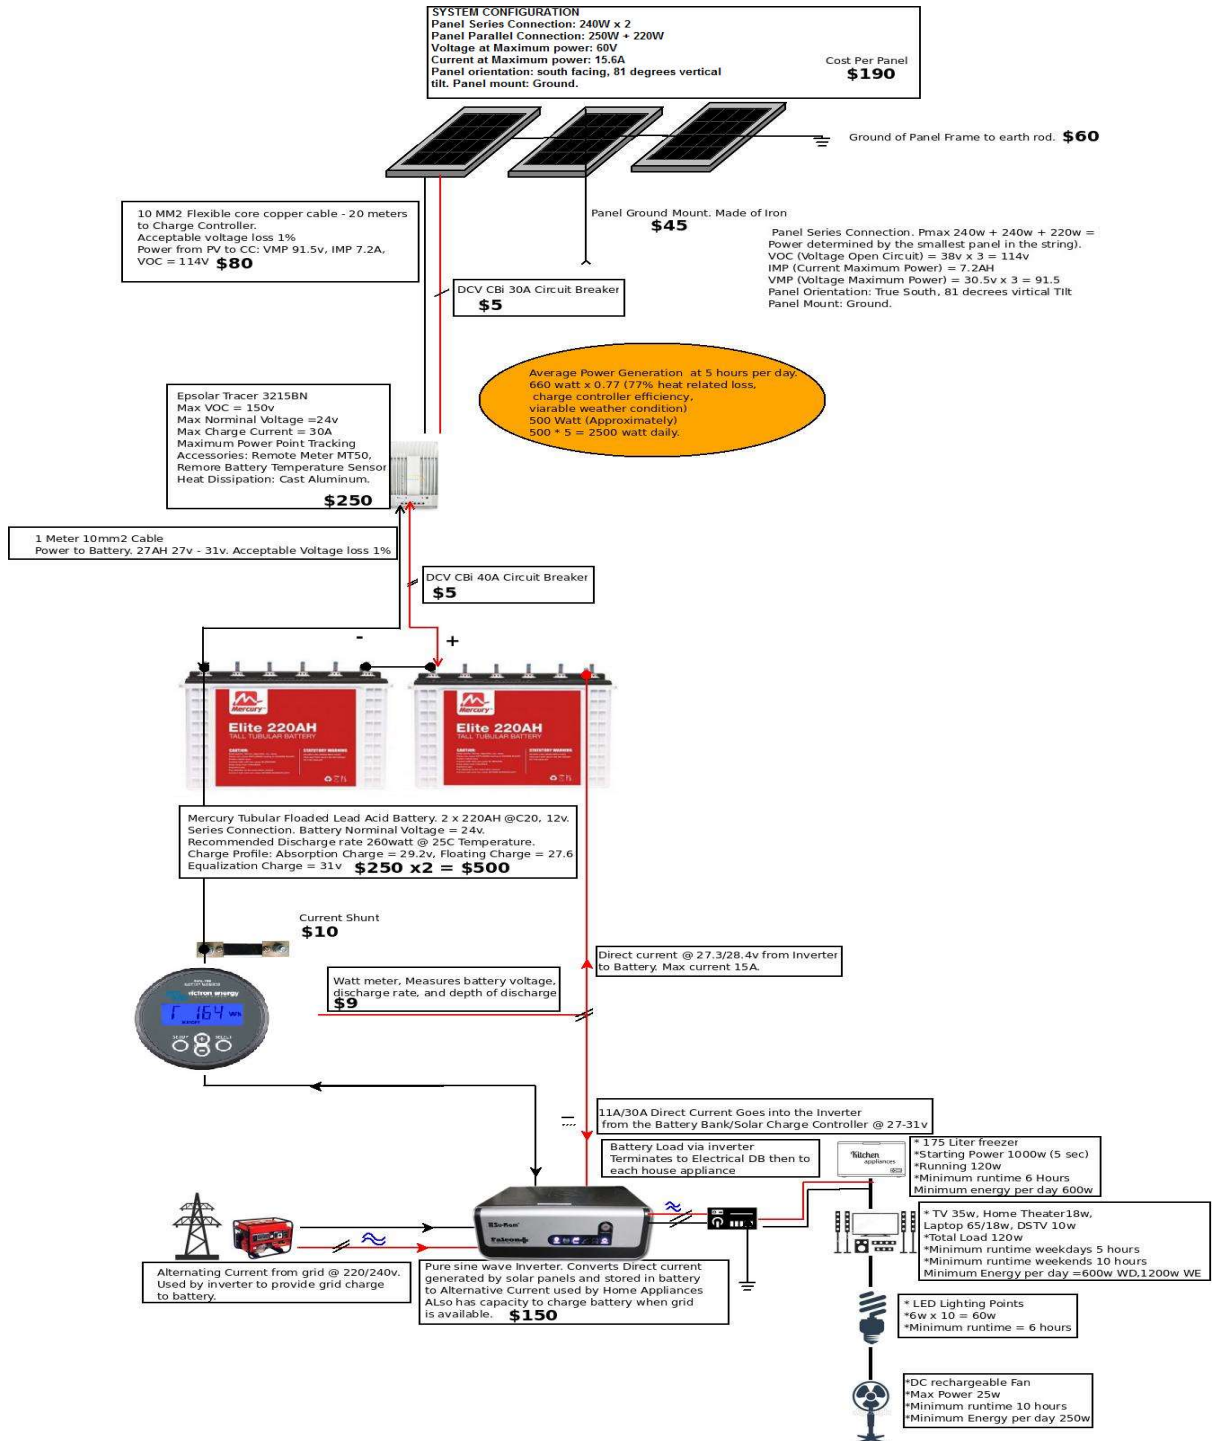 SYSTEM CONFIGURATION
Panel Series Connection: 240W x 2
Panel Parallel Connection: 250W + 220W
Voltage at Maximum power: 60V
Current at Maximum power: 15.6A
Panel orientation: south facing, 81 degrees vertical
tilt. Panel mount: Ground.
Cost Per Panel
$190
Ground of Panel Frame to earth rod. $60
10 MM2 Flexible core copper cable - 20 meters
to Charge Controller.
Acceptable voltage loss 1%
Power from PV to CC: VMP 91.5v, IMP 7.2A,
VOC = 114V $80
Panel Ground Mount. Made of Iron
$45
Panel Series Connection. Pmax 240w + 240w + 220w =
Power determined by the smallest panel in the string).
VOC (Voltage Open Circuit) = 38v x 3 = 114v
IMP (Current Maximum Power) = 7.2AH
VMP (Voltage Maximum Power) = 30.5v x 3 = 91.5
Panel Orientation: True South, 81 decrees virtical TIlt
Panel Mount: Ground.
DCV CBi 30A Circuit Breaker
$5
Average Power Generation at 5 hours per day.
660 watt x 0.77 (77% heat related loss,
charge controller efficiency,
viarable weather condition)
500 Watt (Approximately)
500 * 5 = 2500 watt daily.
Epsolar Tracer 3215BN
Max VOC = 150v
Max Norminal Voltage =24v
Max Charge Current = 30A
Maximum Power Point Tracking
Accessories: Remote Meter MT50,
Remore Battery Temperature Sensor
Heat Dissipation: Cast Aluminum.
$250
1 Meter 10mm2 Cable
Power to Battery. 27AH 27v - 31v. Acceptable Voltage loss 1%
DCV CBi 40A Circuit Breaker
$5
- +
Mercury
Elite 220AH
TALL TUBULAR BATTERY
Mercury
Elite 220AH
TALL TUBULAR BATTERY
Mercury Tubular Floaded Lead Acid Battery. 2 x 220AH @C20, 12v.
Series Connection. Battery Norminal Voltage = 24v.
Recommended Discharge rate 260watt @ 25C Temperature.
Charge Profile: Absorption Charge = 29.2v, Floating Charge = 27.6
Equalization Charge = 31v $250 x2 = $500
Current Shunt
$10
Direct current @ 27.3/28.4v from Inverter
to Battery. Max current 15A.
Watt meter, Measures battery voltage,
discharge rate, and depth of discharge
$9
victron energy
11A/30A Direct Current Goes into the Inverter
from the Battery Bank/Solar Charge Controller @ 27-31v
Battery Load via inverter
Terminates to Electrical DB then to
each house appliance
Kitchen
appliances
* 175 Liter freezer
*Starting Power 1000w (5 sec)
*Running 120w
*Minimum runtime 6 Hours
Minimum energy per day 600w
* TV 35w, Home Theater18w,
Laptop 65/18w, DSTV 10w
*Total Load 120w
*Minimum runtime weekdays 5 hours
*Minimum runtime weekends 10 hours
Minimum Energy per day =600w WD,1200w WE
Su-Kam
Falcon+
Alternating Current from grid @ 220/240v.
Used by inverter to provide grid charge
to battery.
Pure sine wave Inverter. Converts Direct current
generated by solar panels and stored in battery
to Alternative Current used by Home Appliances
ALso has capacity to charge battery when grid
is available. $150
* LED Lighting Points
*6w x 10 = 60w
*Minimum runtime = 6 hours
*DC rechargeable Fan
*Max Power 25w
*Minimum runtime 10 hours
*Minimum Energy per day 250w